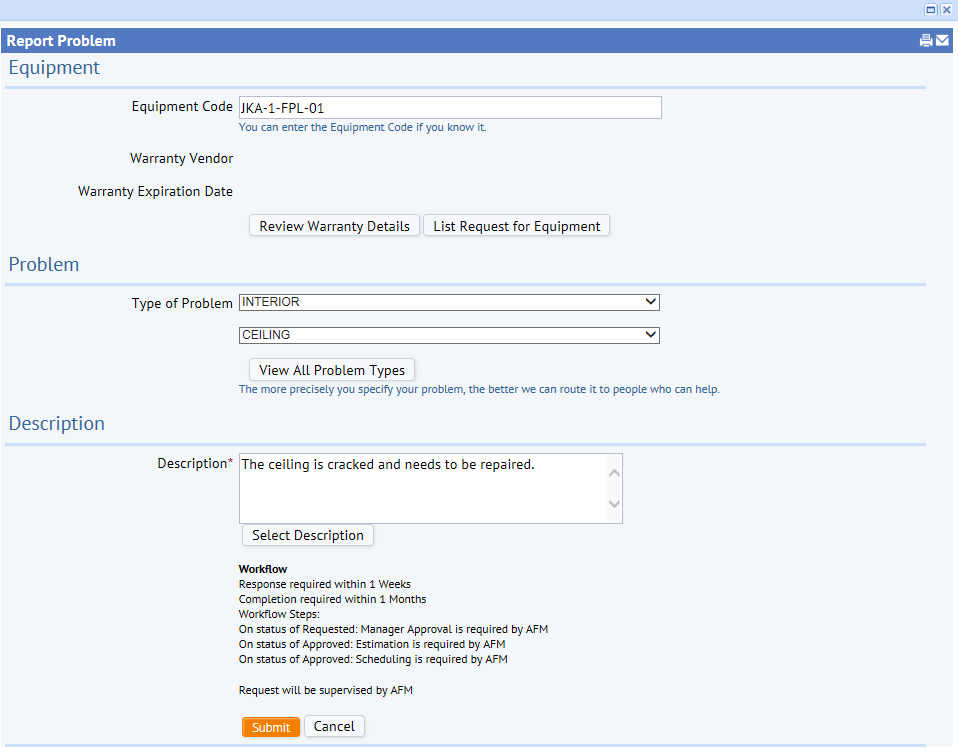 Report Problem
Equipment
Equipment Code JKA-1-FPL-01
You can enter the Equipment Code if you know it.
Warranty Vendor
Warranty Expiration Date
Review Warranty Details List Request for Equipment
Problem
Type of Problem INTERIOR
CEILING
View All Problem Types
The more precisely you specify your problem, the better we can route it to people who can help.
Description
Description* The ceiling is cracked and needs to be repaired.
Select Description
Workflow
Response required within 1 Weeks
Completion required within 1 Months
Workflow Steps:
On status of Requested: Manager Approval is required by AFM
On status of Approved: Estimation is required by AFM
On status of Approved: Scheduling is required by AFM
Request will be supervised by AFM
Submit Cancel